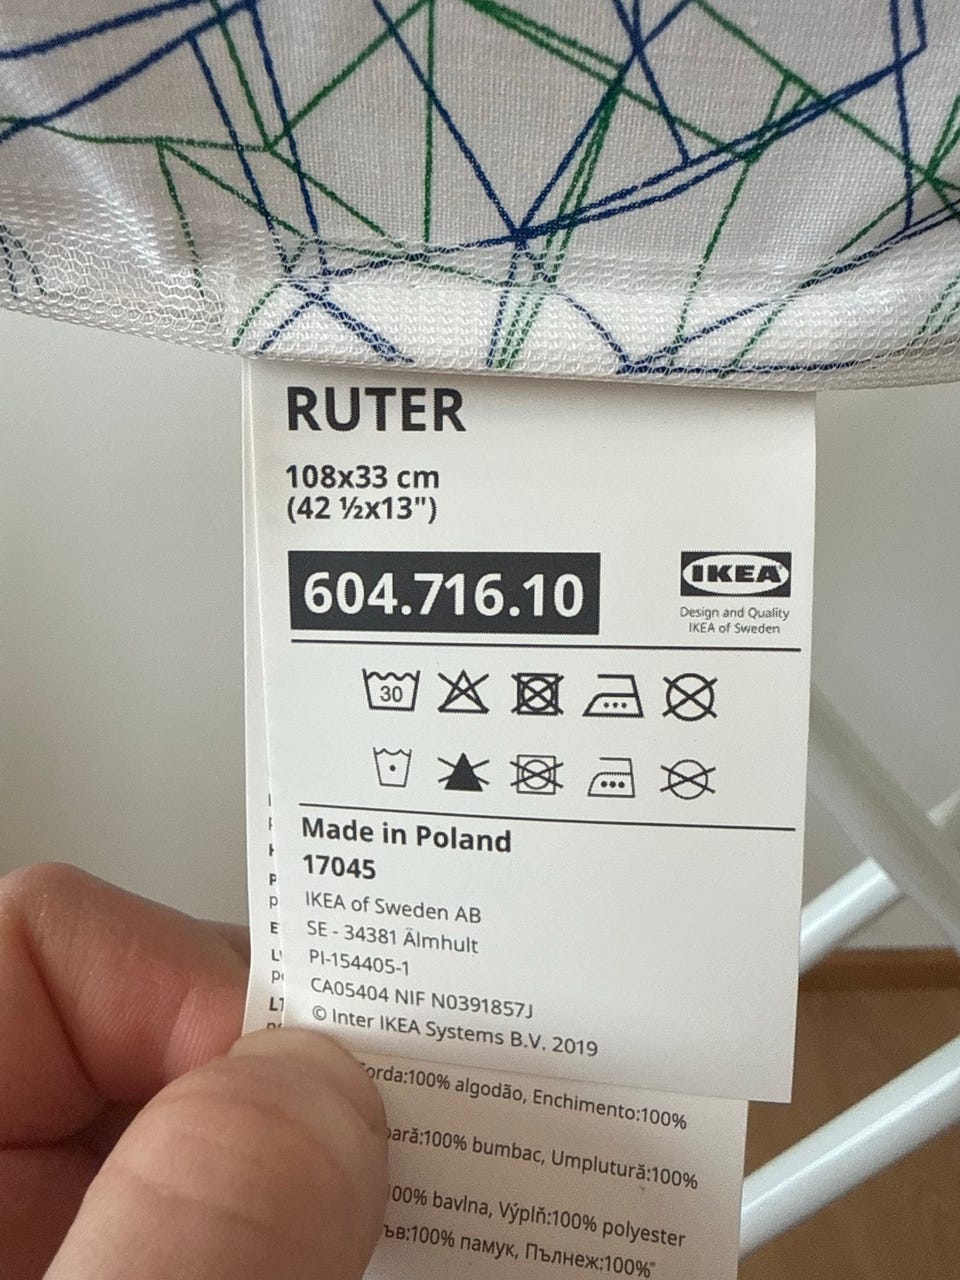 RUTER
108x33 cm
(42 ½x13")
604.716.10
IKEA
Design and Quality
IKEA of Sweden
30
Made in Poland
17045
IKEA of Sweden AB
SE - 34381 Älmhult
PI-154405-1
CA05404 NIF N0391857J
© Inter IKEA Systems B.V. 2019
:100% algodão, Enchimento:100%
:100% bumbac, Umplutură:100%
100% bavlna, Výplň:100% polyester
:100% памук, Пълнеж:100%